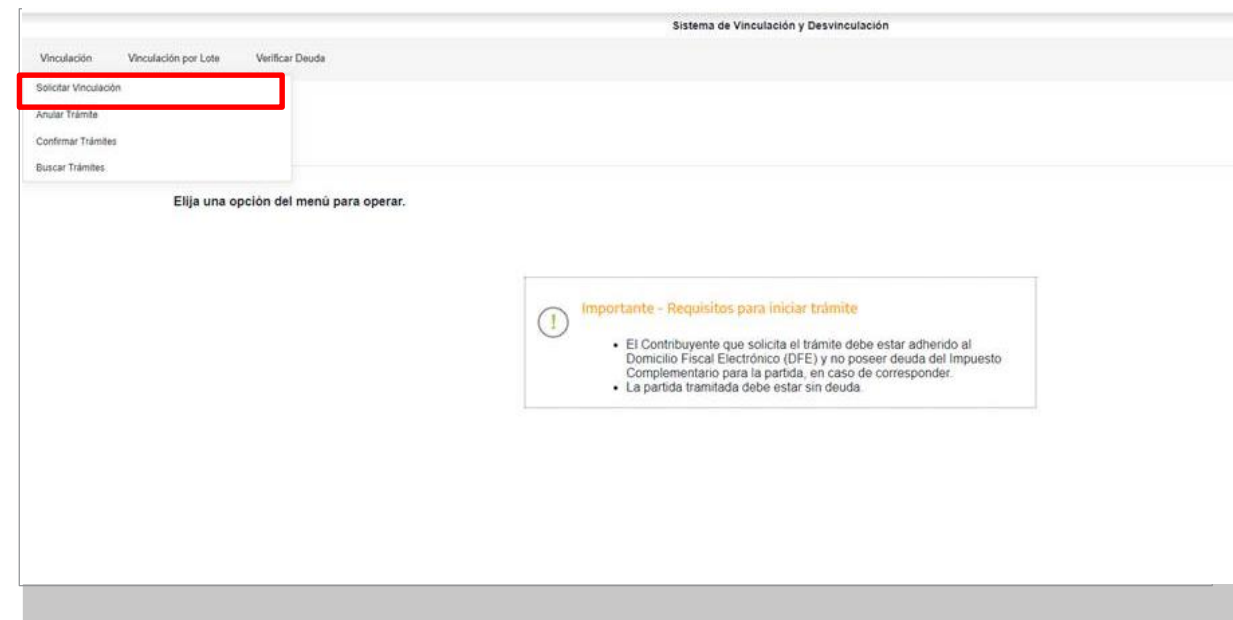 Sistema de Vinculación y Desvinculación
Vinculación Vinculación por Lote Verificar Deuda
Solicitar Vinculación
Anular Trámite
Confirmar Trámites
Buscar Trámites
Elija una opción del menú para operar.
Importante - Requisitos para iniciar trámite
• El Contribuyente que solicita el trámite debe estar adherido al
Domicilio Fiscal Electrónico (DFE) y no poseer deuda del Impuesto
Complementario para la partida, en caso de corresponder.
• La partida tramitada debe estar sin deuda.